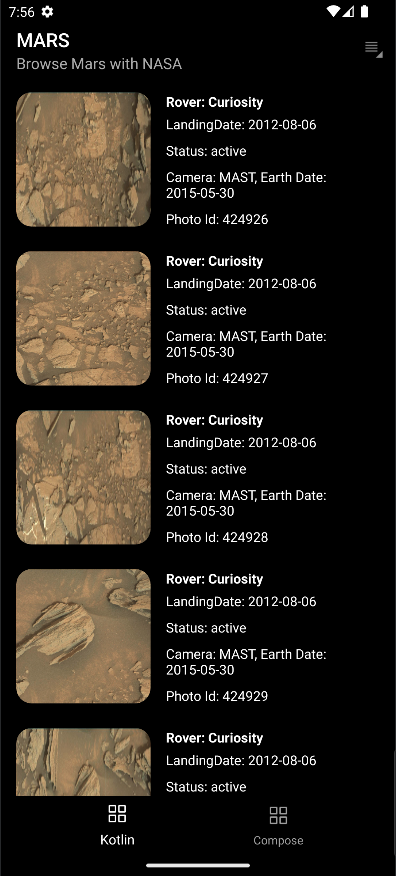 7:56
MARS
Browse Mars with NASA
Rover: Curiosity
LandingDate: 2012-08-06
Status: active
Camera: MAST, Earth Date:
2015-05-30
Photo Id: 424926
Rover: Curiosity
LandingDate: 2012-08-06
Status: active
Camera: MAST, Earth Date:
2015-05-30
Photo Id: 424927
Rover: Curiosity
LandingDate: 2012-08-06
Status: active
Camera: MAST, Earth Date:
2015-05-30
Photo Id: 424928
Rover: Curiosity
LandingDate: 2012-08-06
Status: active
Camera: MAST, Earth Date:
2015-05-30
Photo Id: 424929
Rover: Curiosity
LandingDate: 2012-08-06
Status: active
Kotlin
Compose